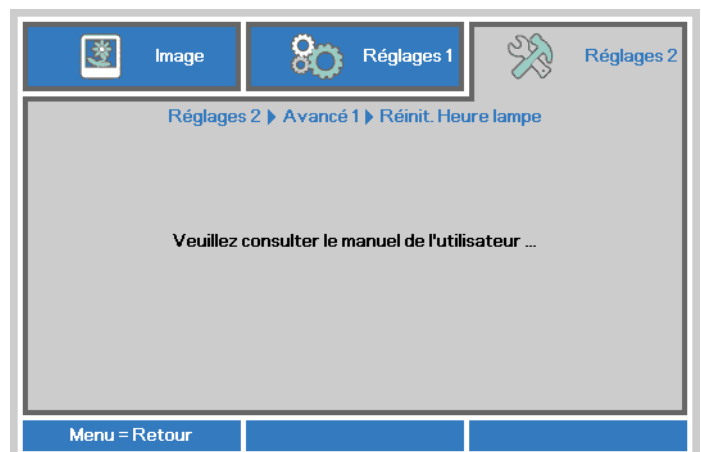 Image
Réglages 1
Réglages 2
Réglages 2 ▶ Avancé 1 ▶ Réinit. Heure lampe
Veuillez consulter le manuel de l'utilisateur ...
Menu = Retour